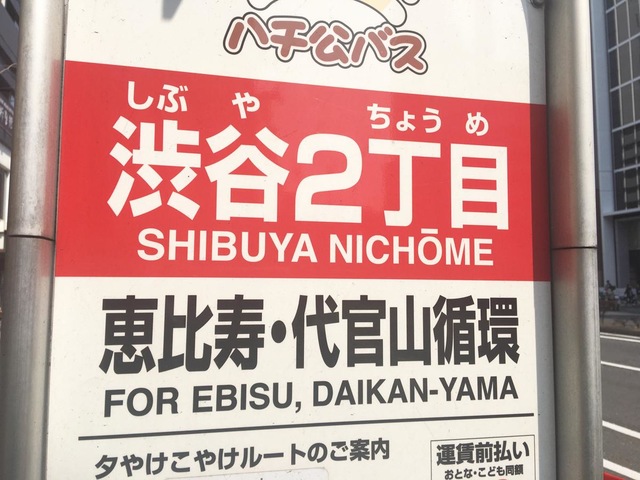 ハチ公バス
しぶ や ちょう め
渋谷2丁目
SHIBUYA NICHŌME
恵比寿・代官山循環
FOR EBISU, DAIKAN-YAMA
夕やけこやけルートのご案内
運賃前払い
おとな・こども同額